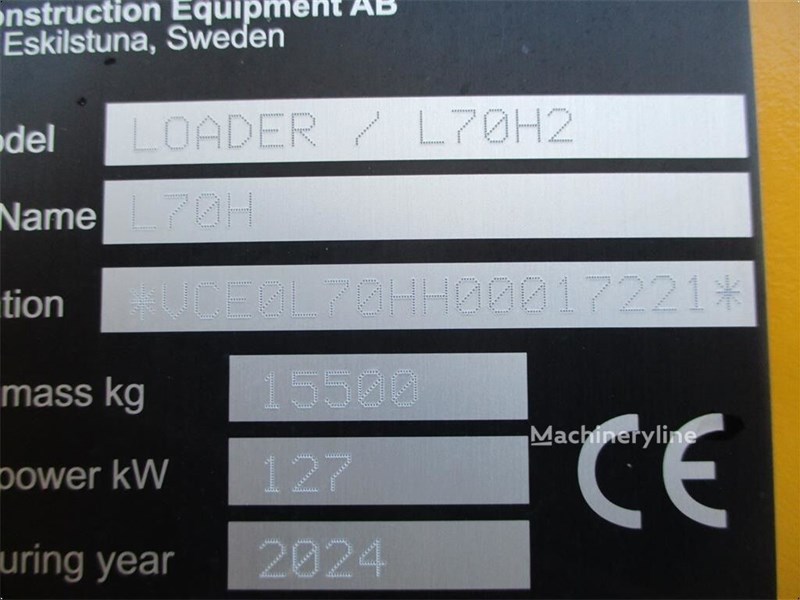 onstruction Equipment AB
Eskilstuna, Sweden
odel LOADER / L70H2
Name L70H
ation *VCE0L70HH00017221*
mass kg 15500
Machineryline
power kW 127
CE
uring year 2024